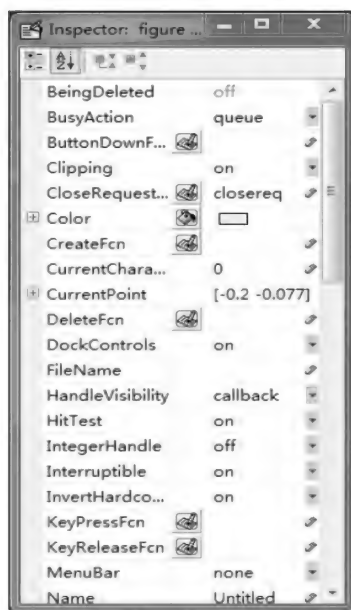 Inspector: figure ...
BeingDeleted off
BusyAction queue
ButtonDownF...
Clipping on
CloseRequest... closereq
Color
CreateFcn
CurrentChara... 0
CurrentPoint [-0.2 -0.077]
DeleteFcn
DockControls on
FileName
HandleVisibility callback
HitTest on
IntegerHandle off
Interruptible on
InvertHardco... on
KeyPressFcn
KeyReleaseFcn
MenuBar none
Name Untitled